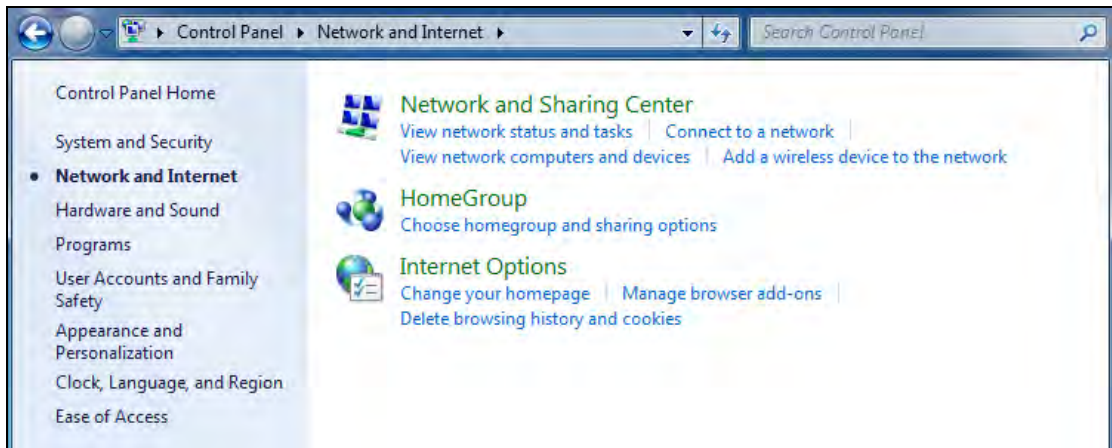 Control Panel Network and Internet
Search Control Panel
Control Panel Home
System and Security
Network and Internet
Hardware and Sound
Programs
User Accounts and Family
Safety
Appearance and
Personalization
Clock, Language, and Region
Ease of Access
Network and Sharing Center
View network status and tasks Connect to a network
View network computers and devices Add a wireless device to the network
HomeGroup
Choose homegroup and sharing options
Internet Options
Change your homepage Manage browser add-ons
Delete browsing history and cookies